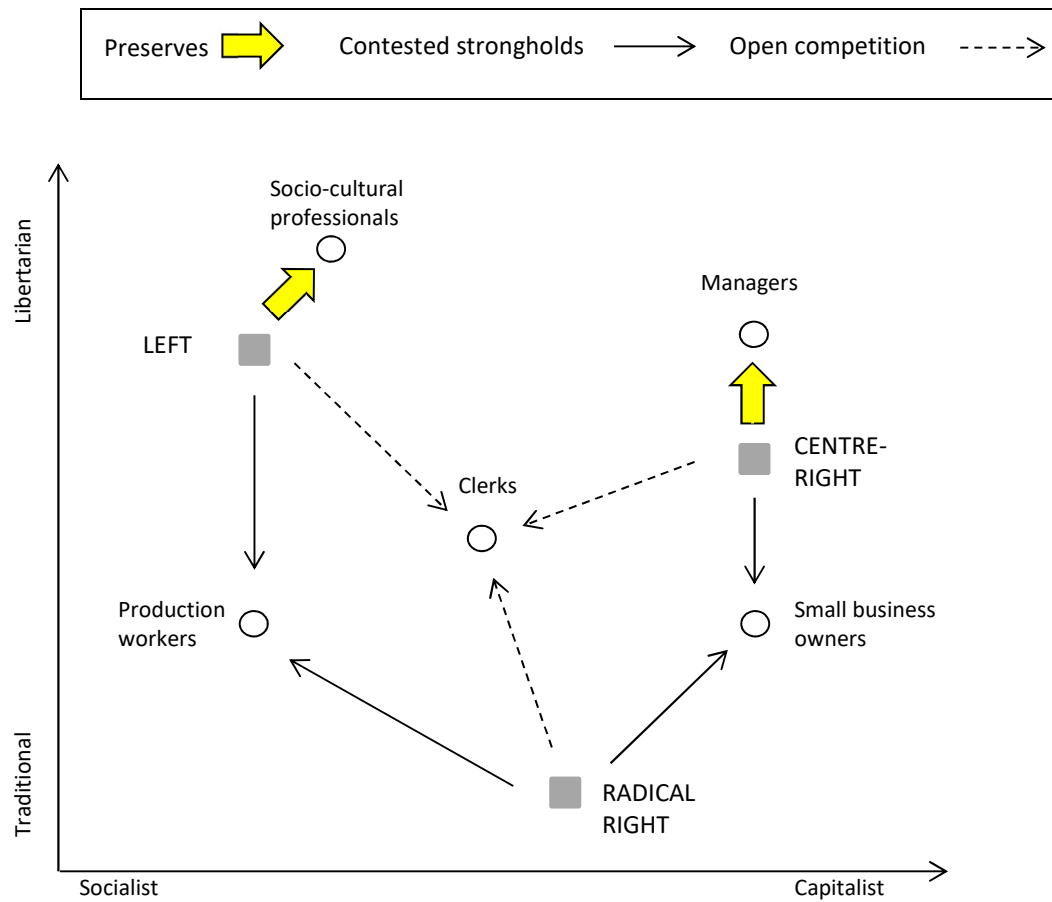 Preserves
Contested strongholds
Open competition
Libertarian
Socio-cultural
professionals
Managers
LEFT
CENTRE-
RIGHT
Clerks
Production
workers
Small business
owners
Traditional
RADICAL
RIGHT
Socialist
Capitalist